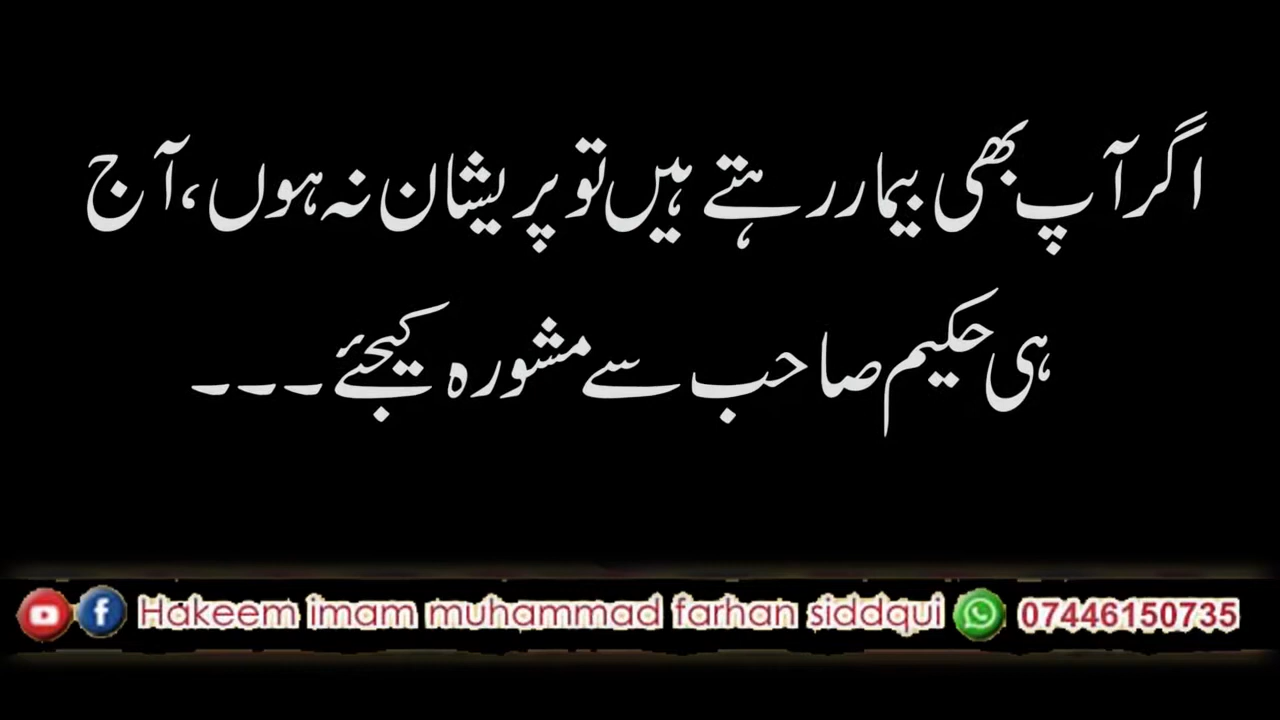 اگر آپ بھی بیمار رہتے ہیں تو پریشان نہ ہوں، آج
ہی حکیم صاحب سے مشورہ کیجئے۔۔۔
Hakeem imam muhammad farhan siddqui 07446150735